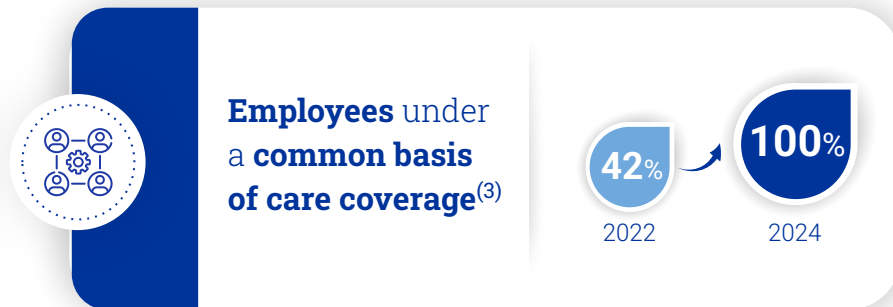 Employees under
a common basis
of care coverage(3)
42%
100%
2022
2024